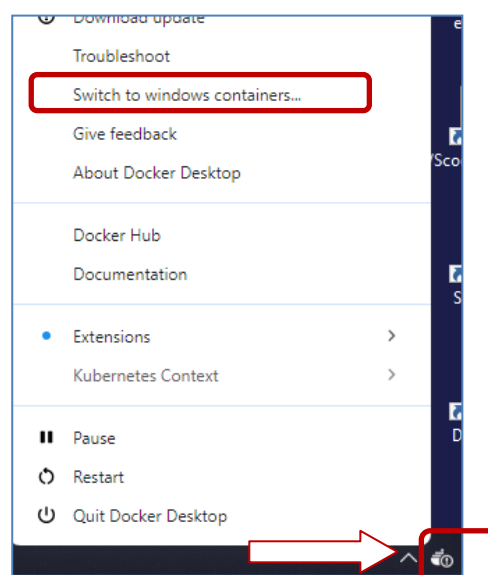 Download update
Troubleshoot
Switch to windows containers...
Give feedback
About Docker Desktop
Docker Hub
Documentation
Extensions
Kubernetes Context
Pause
Restart
Quit Docker Desktop